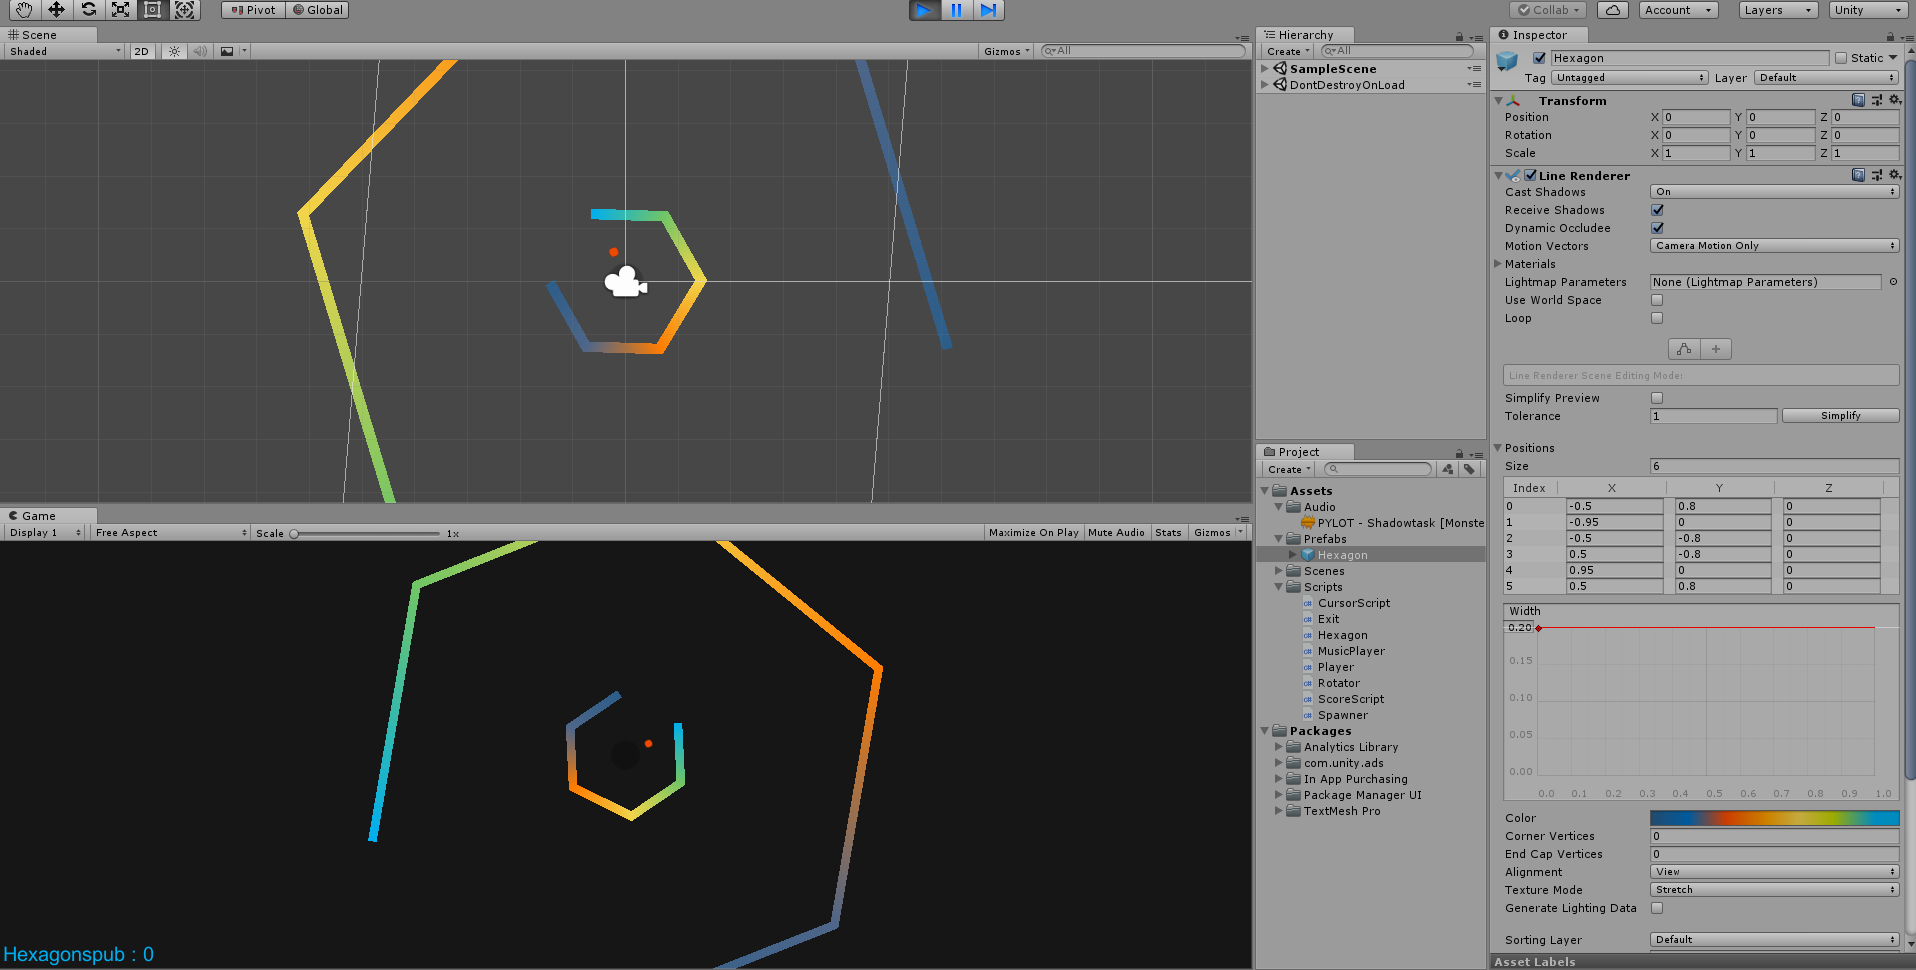 Pivot Global
Collab Account Layers Unity
Scene
Shaded 2D Gizmos All
Game
Display 1 Free Aspect Scale 1x Maximize On Play Mute Audio Stats Gizmos
Hexagonspub : 0
Hierarchy
Create All
SampleScene
DontDestroyOnLoad
Project
Create
Assets
Audio
PYLOT - Shadowtask [Monste
Prefabs
Hexagon
Scenes
Scripts
CursorScript
Exit
Hexagon
MusicPlayer
Player
Rotator
ScoreScript
Spawner
Packages
Analytics Library
com.unity.ads
In App Purchasing
Package Manager UI
TextMesh Pro
Inspector
Hexagon Static
Tag Untagged Layer Default
Transform
Position X 0 Y 0 Z 0
Rotation X 0 Y 0 Z 0
Scale X 1 Y 1 Z 1
Line Renderer
Cast Shadows On
Receive Shadows
Dynamic Occludee
Motion Vectors Camera Motion Only
Materials
Lightmap Parameters None (Lightmap Parameters)
Use World Space
Loop
Line Renderer Scene Editing Mode:
Simplify Preview
Tolerance 1 Simplify
Positions
Size 6
Index X Y Z
0 -0.5 0.8 0
1 -0.95 0 0
2 -0.5 -0.8 0
3 0.5 -0.8 0
4 0.95 0 0
5 0.5 0.8 0
Width
0.20
0.15
0.10
0.05
0.00
0.0 0.1 0.2 0.3 0.4 0.5 0.6 0.7 0.8 0.9 1.0
Color
Corner Vertices 0
End Cap Vertices 0
Alignment View
Texture Mode Stretch
Generate Lighting Data
Sorting Layer Default
Asset Labels